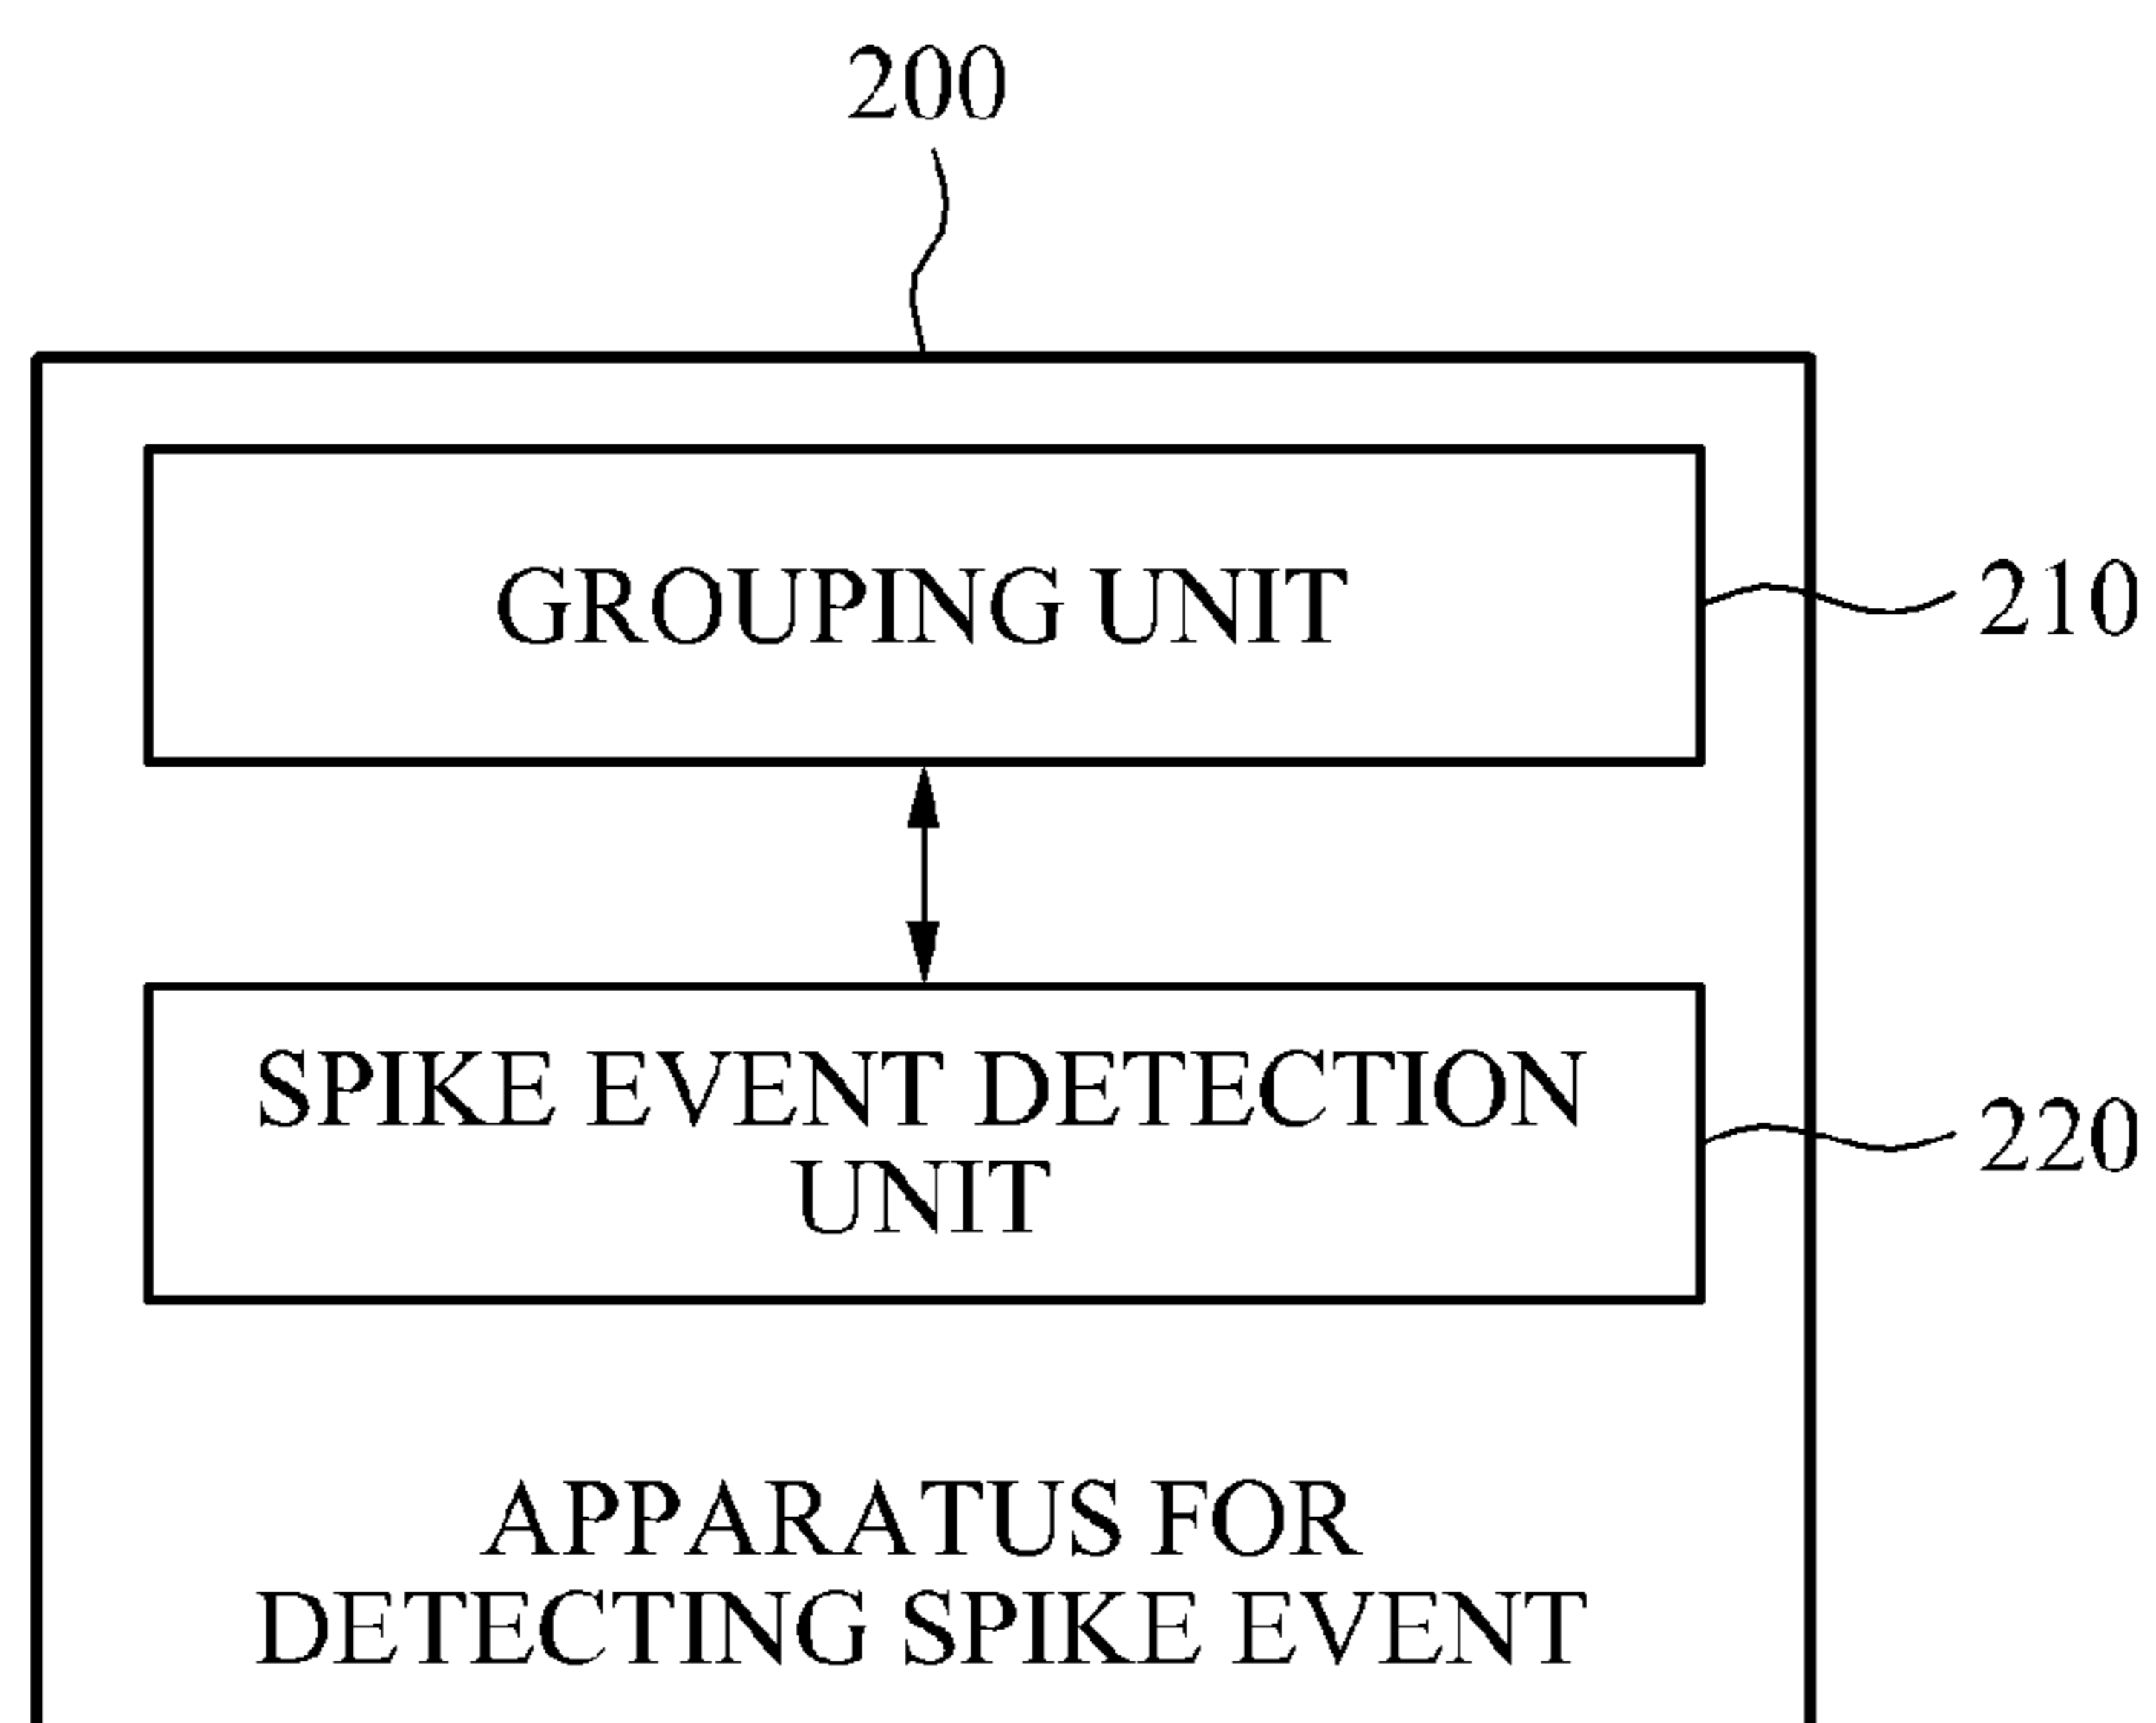 200
GROUPING UNIT
210
SPIKE EVENT DETECTION
UNIT
220
APPARATUS FOR
DETECTING SPIKE EVENT